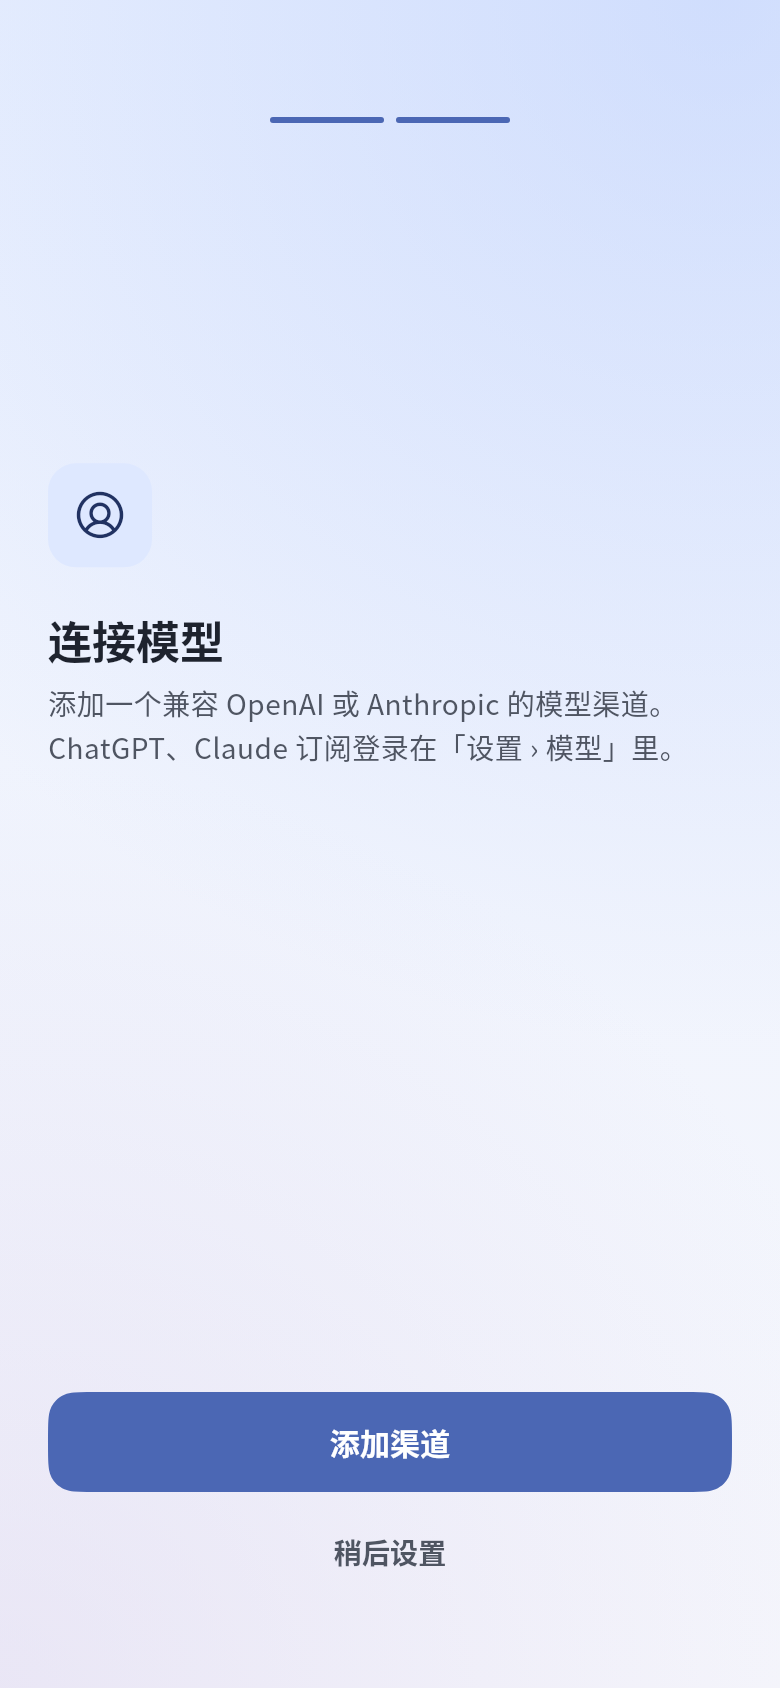 连接模型
添加一个兼容 OpenAI 或 Anthropic 的模型渠道。
ChatGPT、Claude 订阅登录在「设置 › 模型」里。
添加渠道
稍后设置